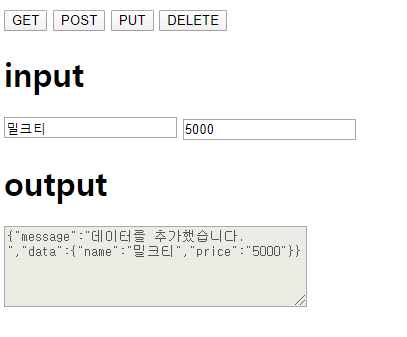 GET POST PUT DELETE
input
밀크티 5000
output
{"message":"데이터를 추가했습니다.
","data":{"name":"밀크티","price":"5000"}}